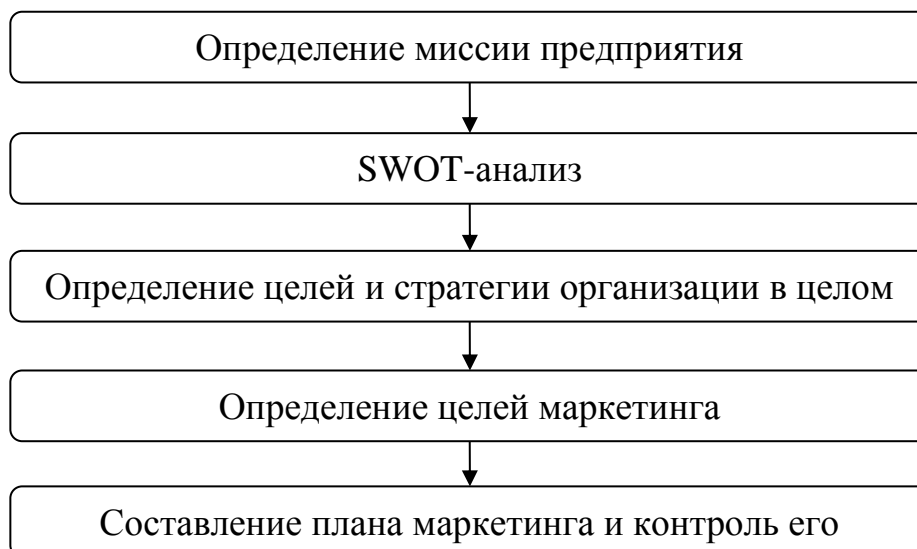 Определение миссии предприятия
SWOT-анализ
Определение целей и стратегии организации в целом
Определение целей маркетинга
Составление плана маркетинга и контроль его